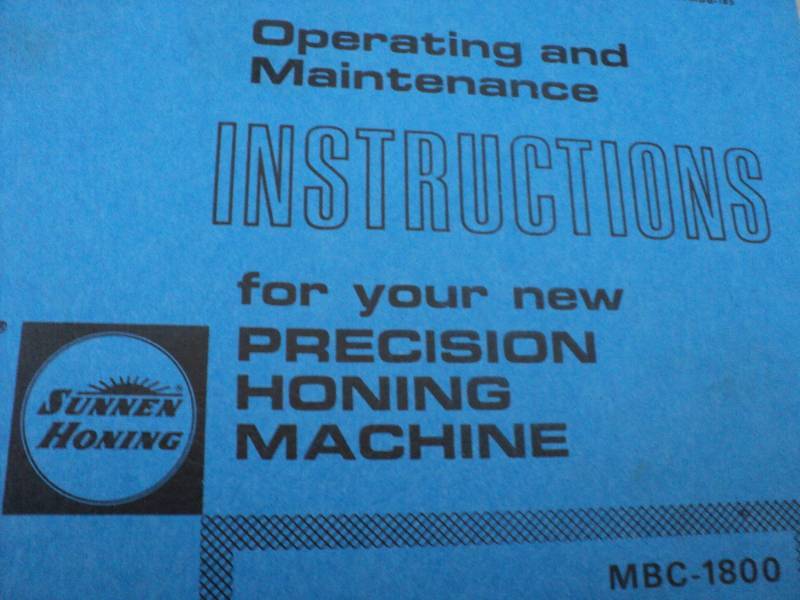 Operating and
Maintenance
INSTRUCTIONS
for your new
PRECISION
HONING
MACHINE
SUNNEN®
HONING
MBC-1800